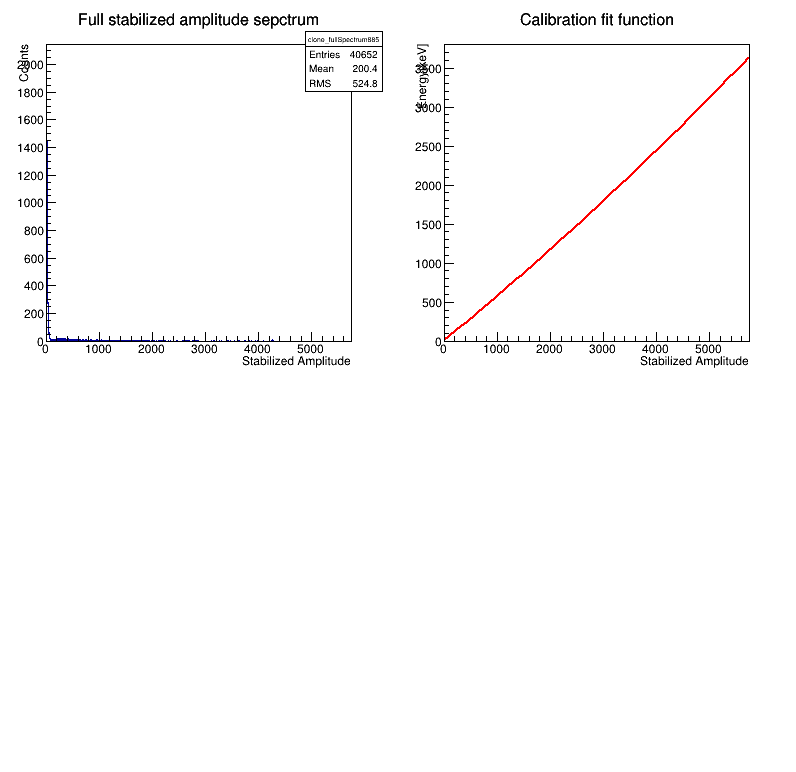 Full stabilized amplitude sepctrum
clone_fullSpectrum885
Entries 40652
Mean 200.4
RMS 524.8
Counts
2000
1800
1600
1400
1200
1000
800
600
400
200
0
0 1000 2000 3000 4000 5000
Stabilized Amplitude
Calibration fit function
Energy[keV]
3500
3000
2500
2000
1500
1000
500
0
0 1000 2000 3000 4000 5000
Stabilized Amplitude